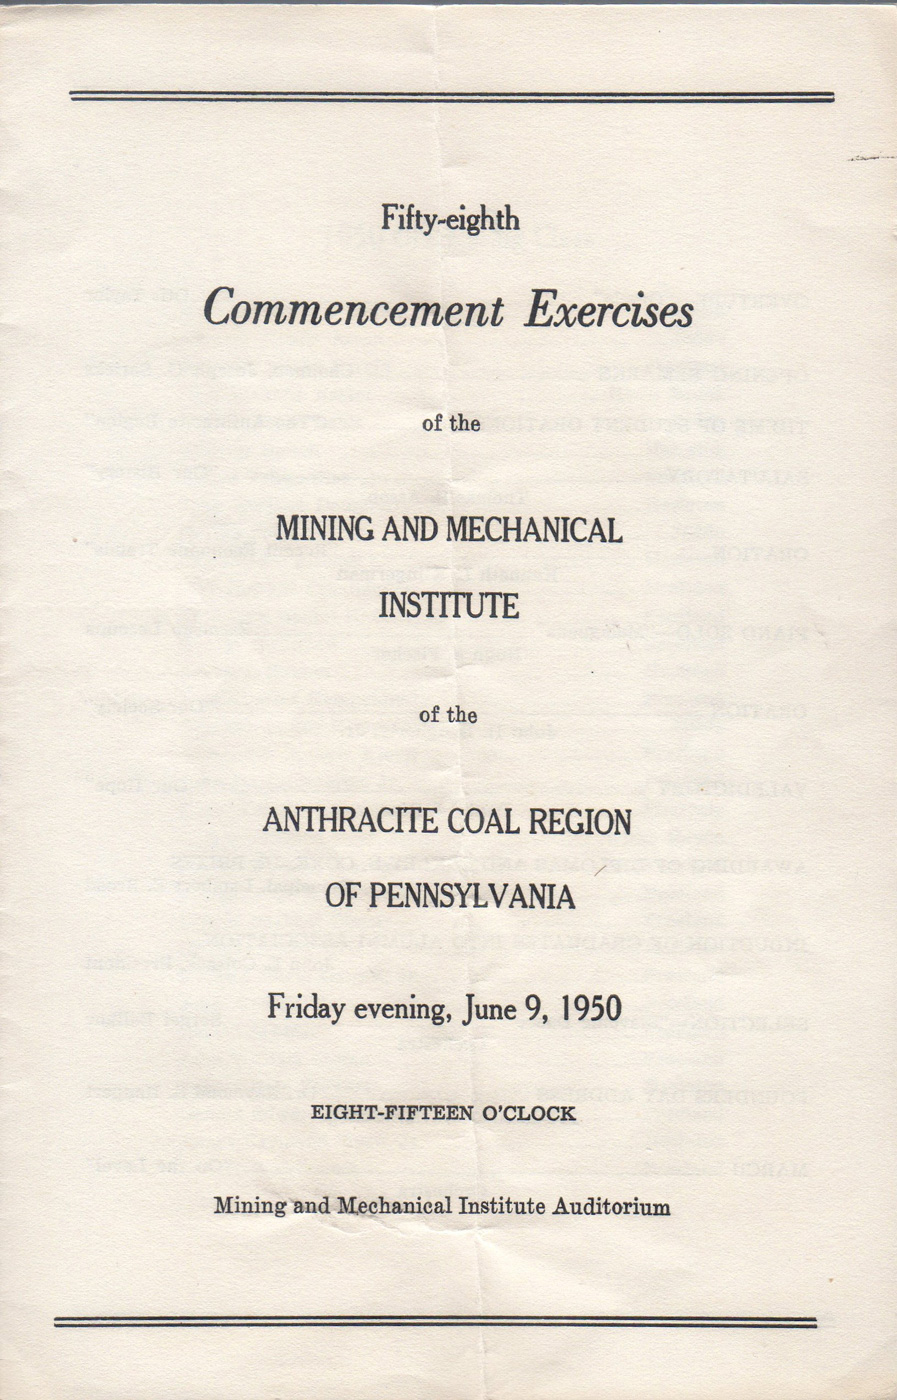 Fifty-eighth
Commencement Exercises
of the
MINING AND MECHANICAL
INSTITUTE
of the
ANTHRACITE COAL REGION
OF PENNSYLVANIA
Friday evening, June 9, 1950
EIGHT-FIFTEEN O'CLOCK
Mining and Mechanical Institute Auditorium